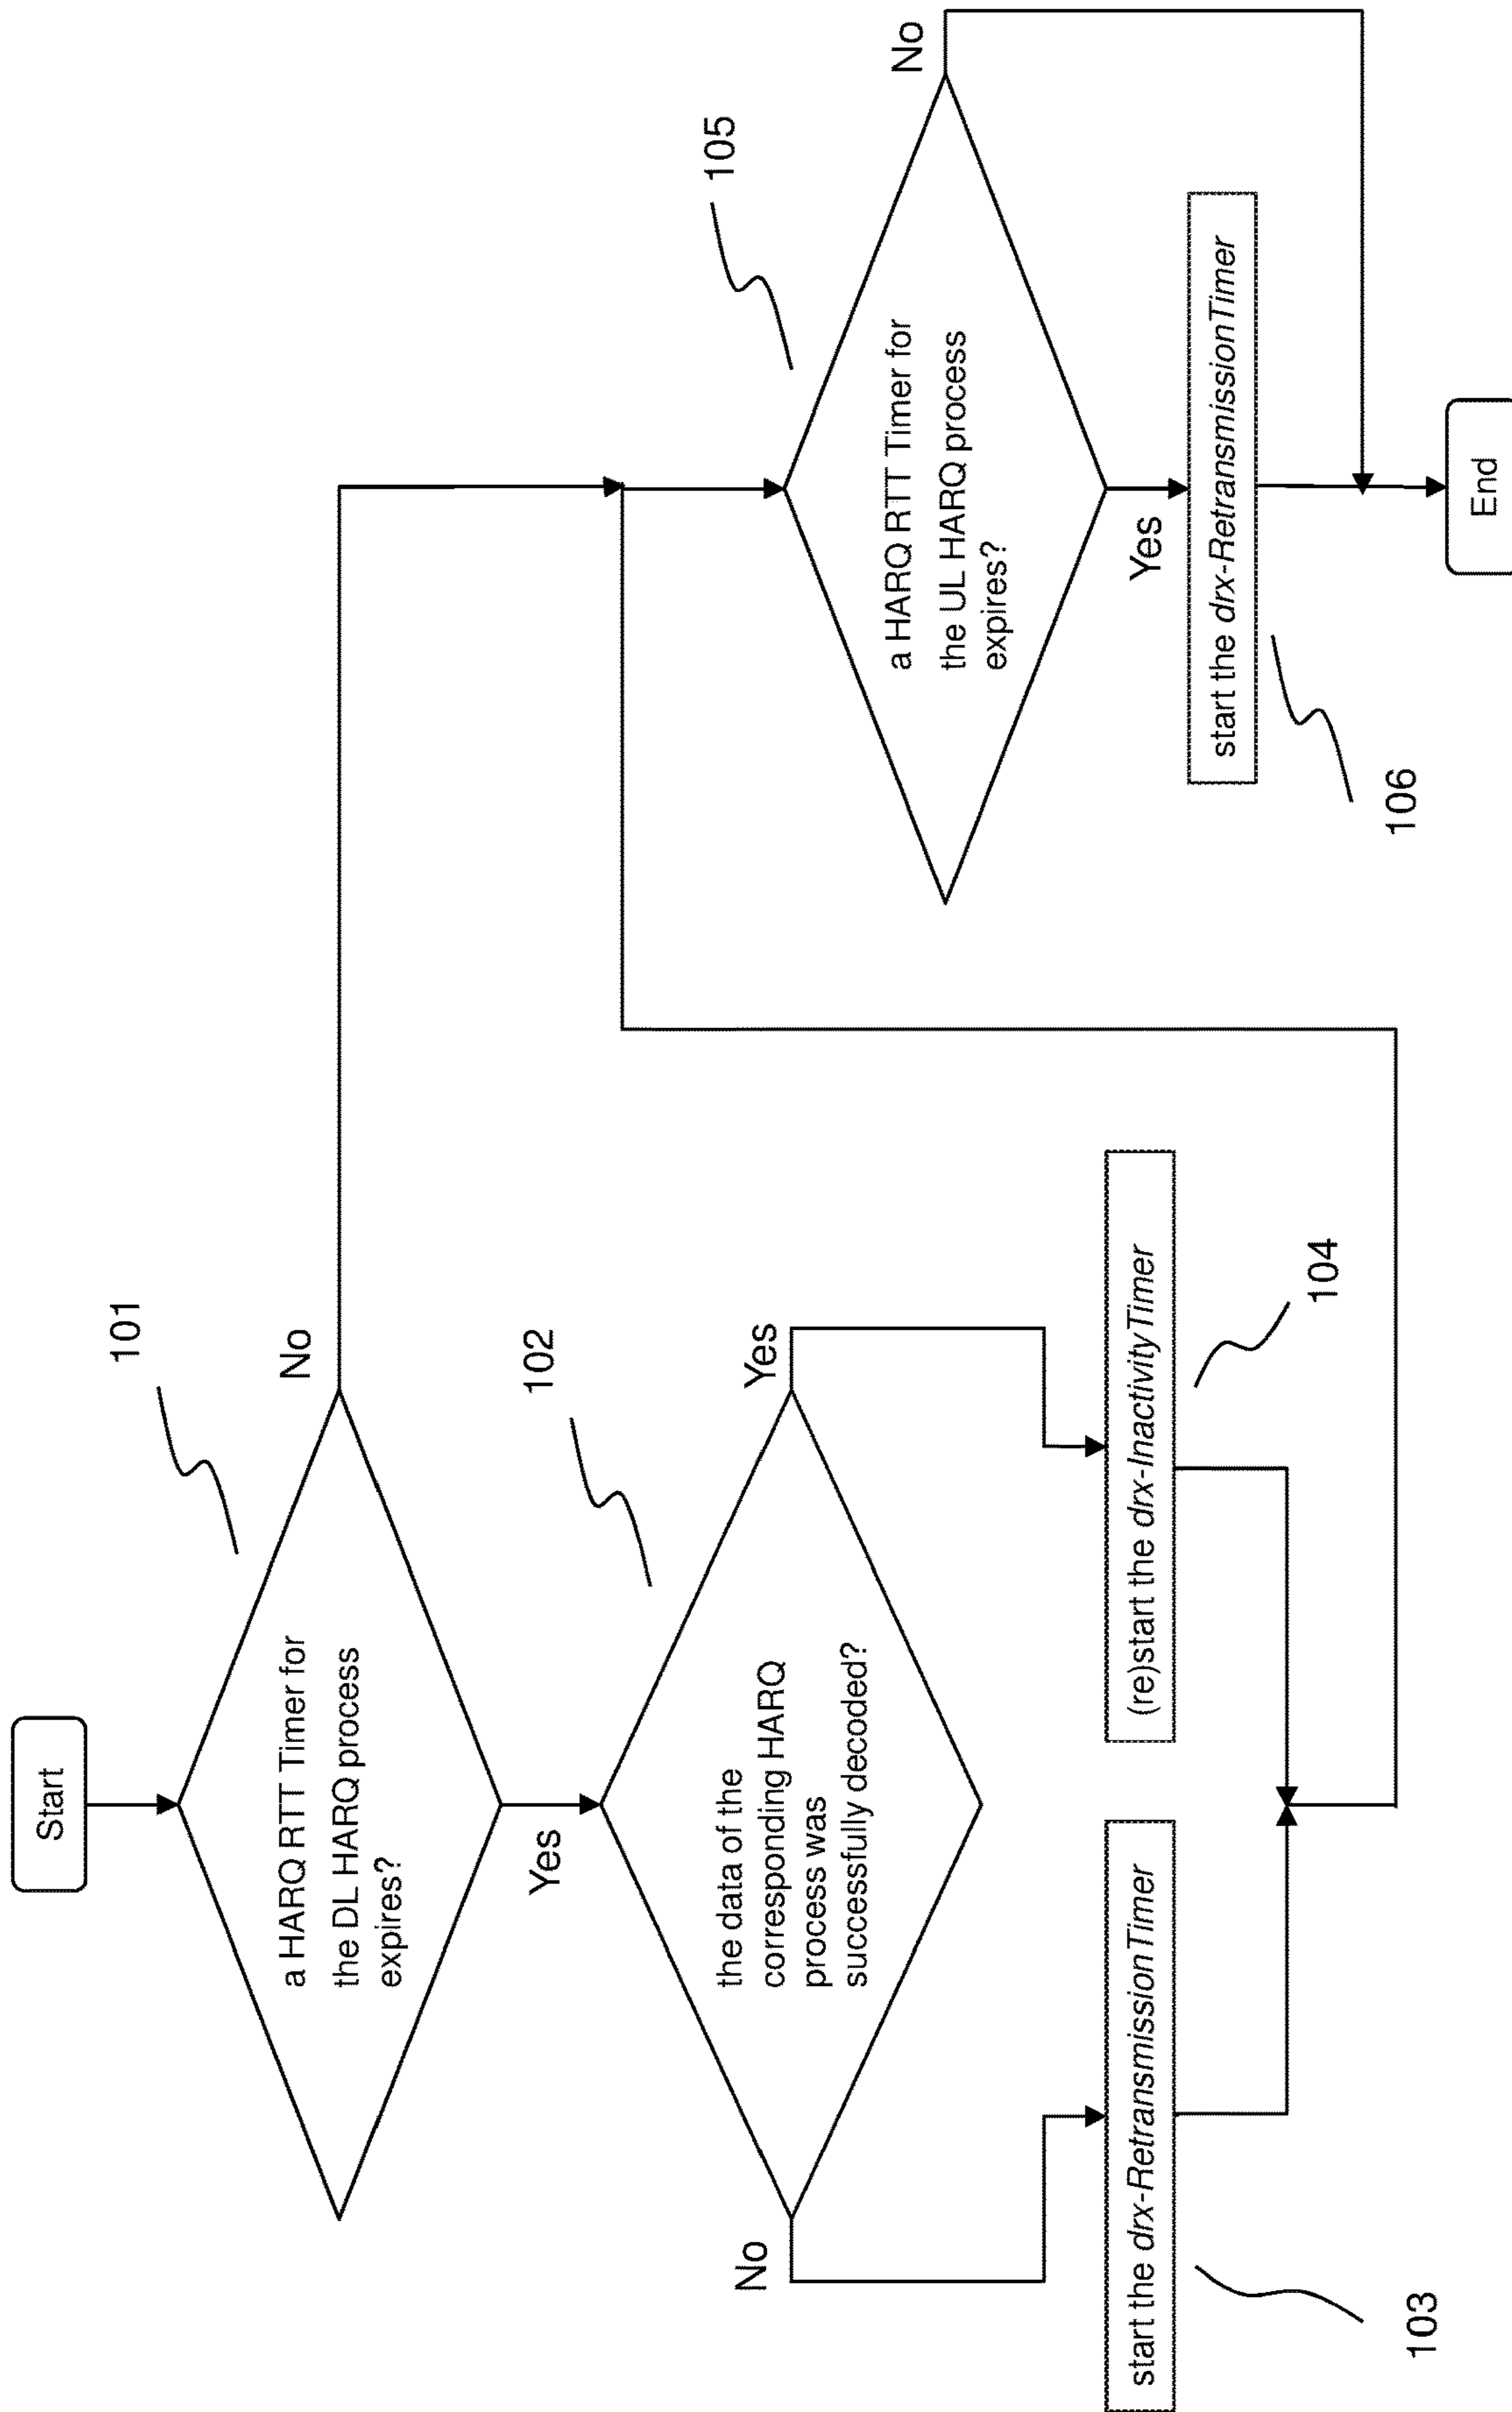 Start
101
a HARQ RTT Timer for
the DL HARQ process
expires?
No
Yes
102
the data of the
corresponding HARQ
process was
successfully decoded?
No
Yes
start the drx-RetransmissionTimer
103
(re)start the drx-InactivityTimer
104
105
a HARQ RTT Timer for
the UL HARQ process
expires?
No
Yes
start the drx-RetransmissionTimer
106
End